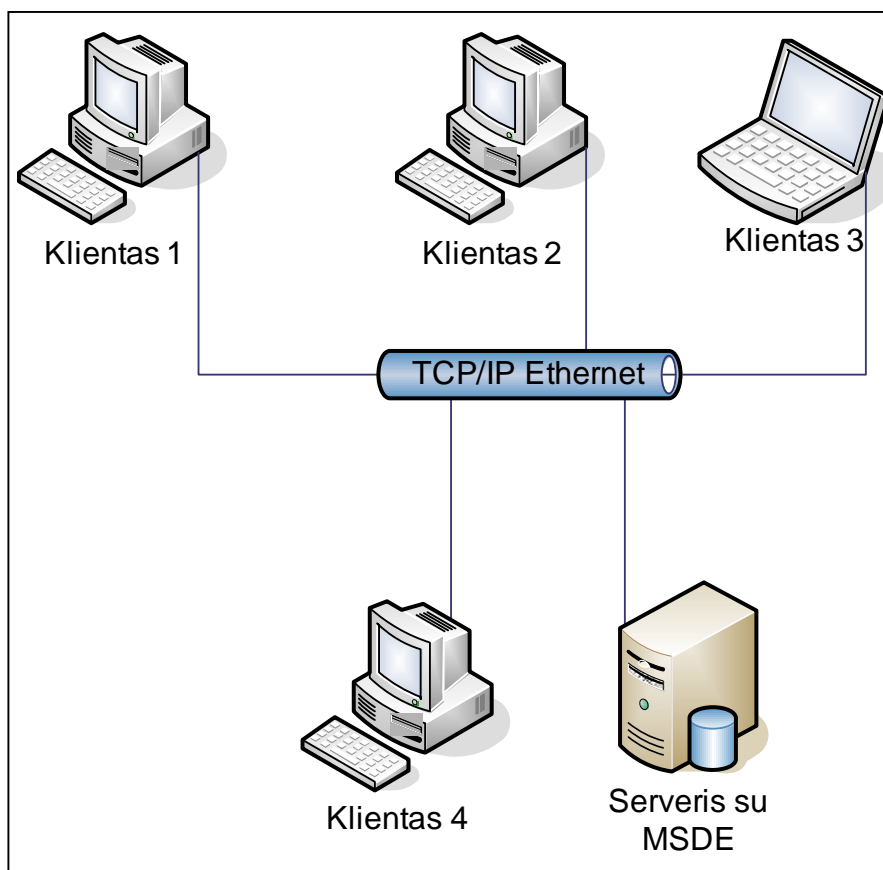 Klientas 1
Klientas 2
Klientas 3
TCP/IP Ethernet
Klientas 4
Serveris su
MSDE